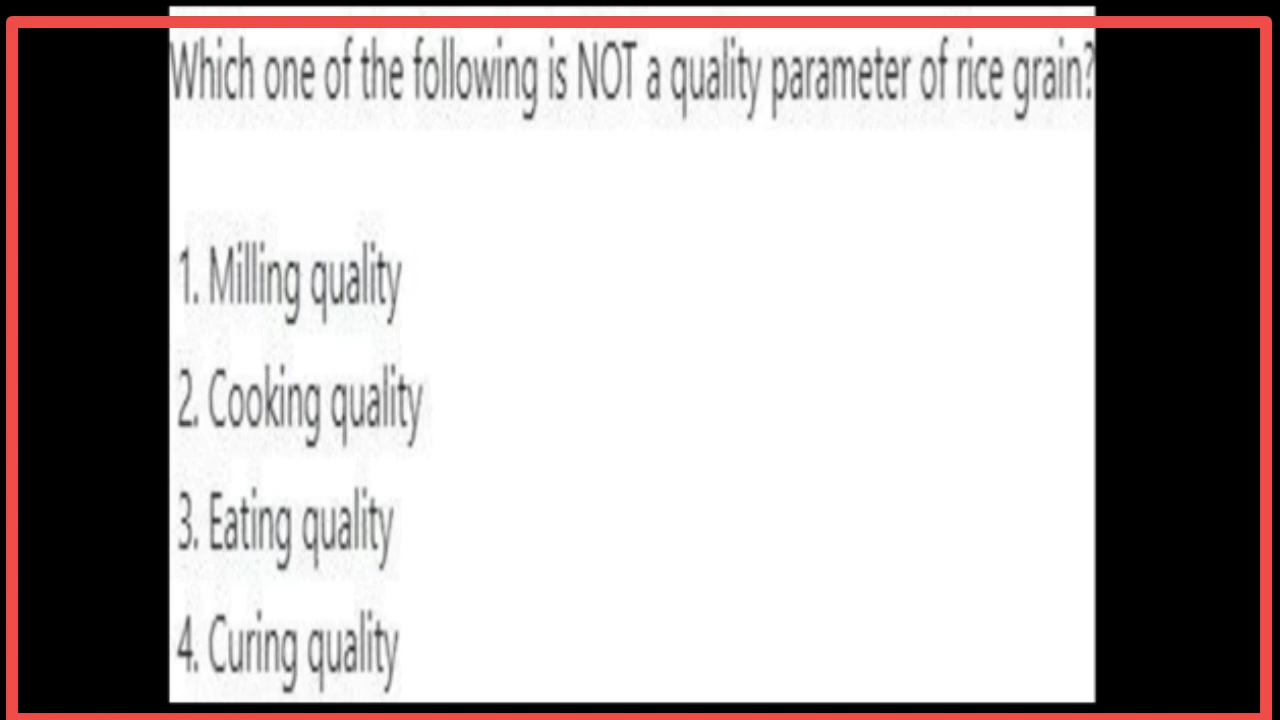 Which one of the following is NOT a quality parameter of rice grain?
1. Milling quality
2. Cooking quality
3. Eating quality
4. Curing quality